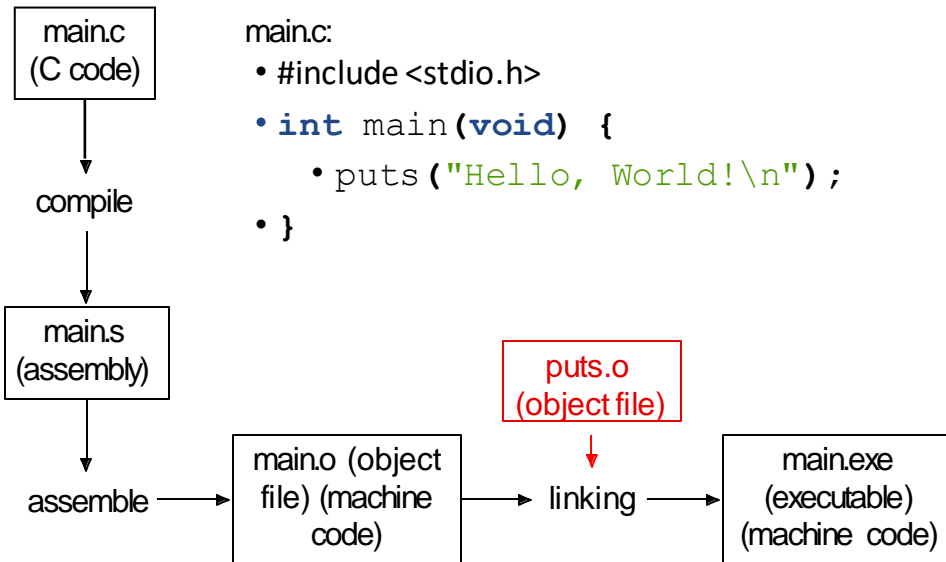 main.c
(C code)
compile
main.s
(assembly)
assemble
main.o (object
file) (machine
code)
puts.o
(object file)
linking
main.exe
(executable)
(machine code)
main.c:
• #include <stdio.h>
• int main(void) {
• puts("Hello, World!\n");
• }